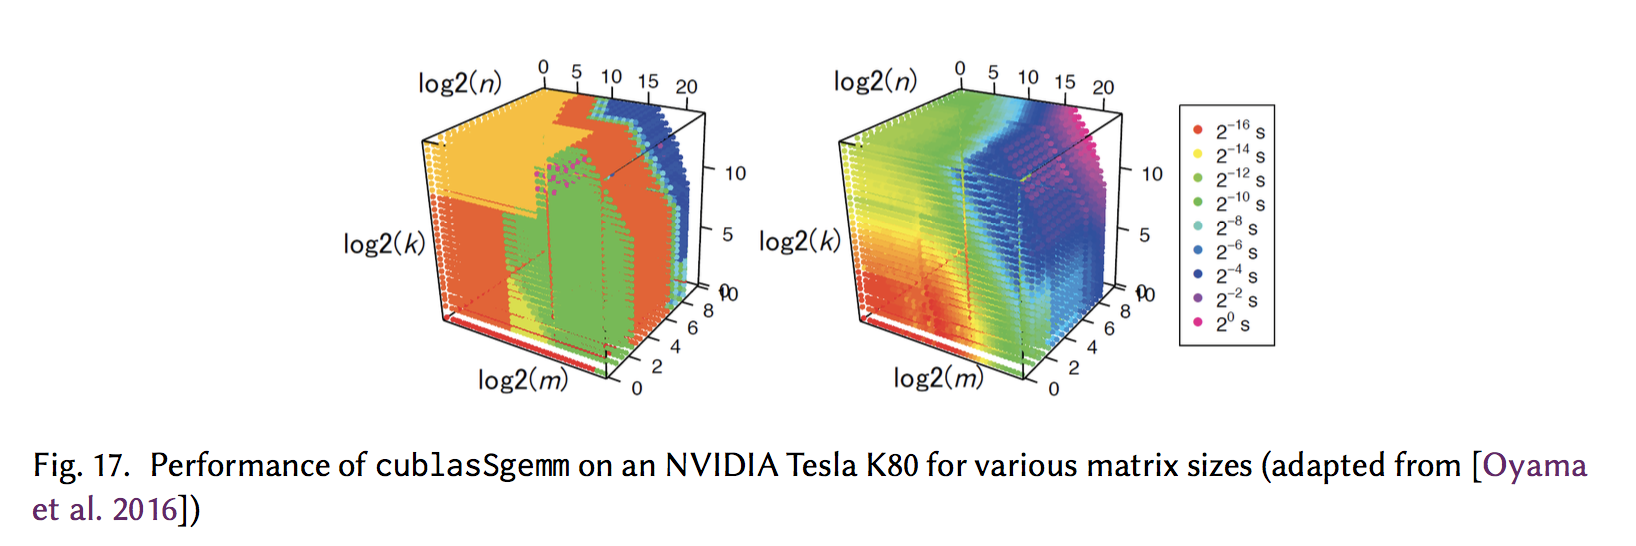 log2(n) 0 5 10 15 20
10
log2(k)
5
0
8
6
4
2
log2(m) 0
log2(n) 0 5 10 15 20
10
log2(k)
5
0
8
6
4
2
log2(m) 0
2⁻¹⁶ s
2⁻¹⁴ s
2⁻¹² s
2⁻¹⁰ s
2⁻⁸ s
2⁻⁶ s
2⁻⁴ s
2⁻² s
2⁰ s
Fig. 17. Performance of cublasSgemm on an NVIDIA Tesla K80 for various matrix sizes (adapted from [Oyama
et al. 2016])